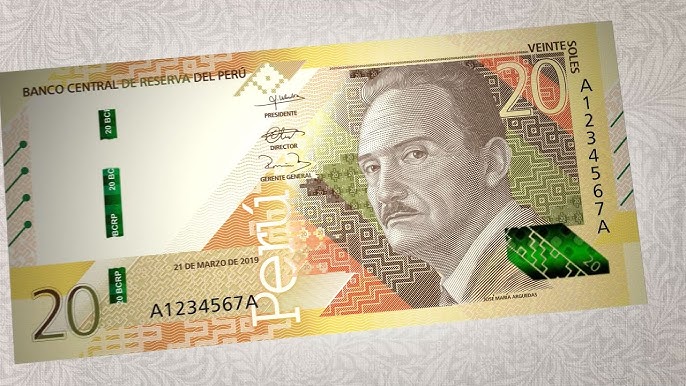 BANCO CENTRAL DE RESERVA DEL PERÚ
VEINTE
SOLES
20
A1234567A
PRESIDENTE
DIRECTOR
GERENTE GENERAL
20 BCRP
20 BCRP
20 BCRP
perú
21 DE MARZO DE 2019
20
A1234567A
20
JOSÉ MARÍA ARGUEDAS